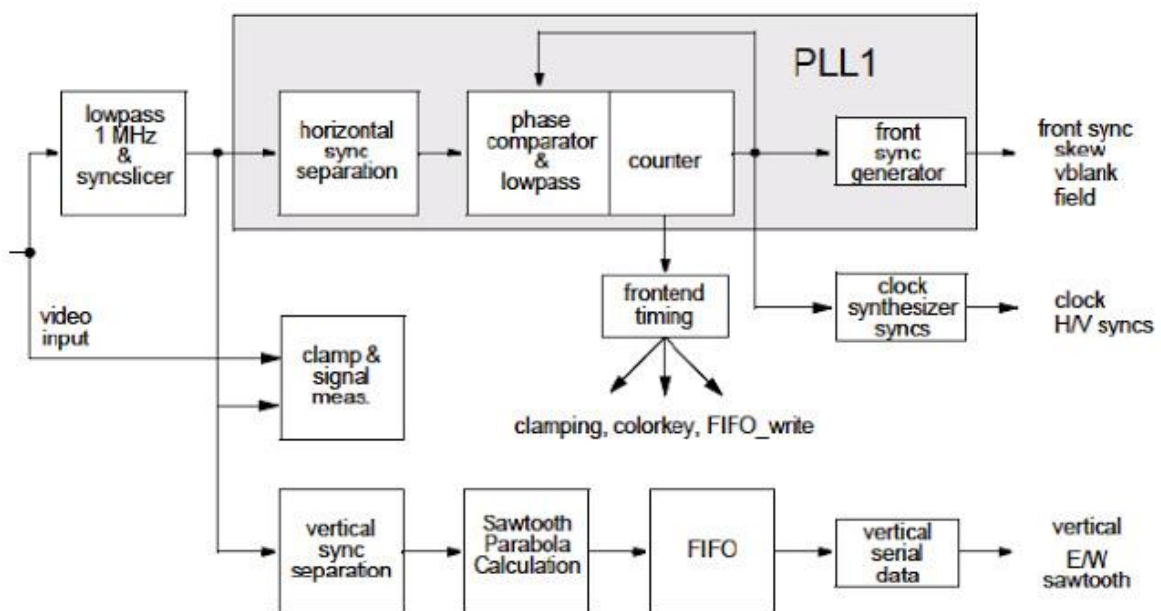 PLL1
lowpass
1 MHz
&
syncslicer
horizontal
sync
separation
phase
comparator
&
lowpass
counter
front
sync
generator
front sync
skew
vblank
field
video
input
clamp &
signal
meas.
frontend
timing
clamping, colorkey, FIFO_write
clock
synthesizer
syncs
clock
H/V syncs
vertical
sync
separation
Sawtooth
Parabola
Calculation
FIFO
vertical
serial
data
vertical
E/W
sawtooth